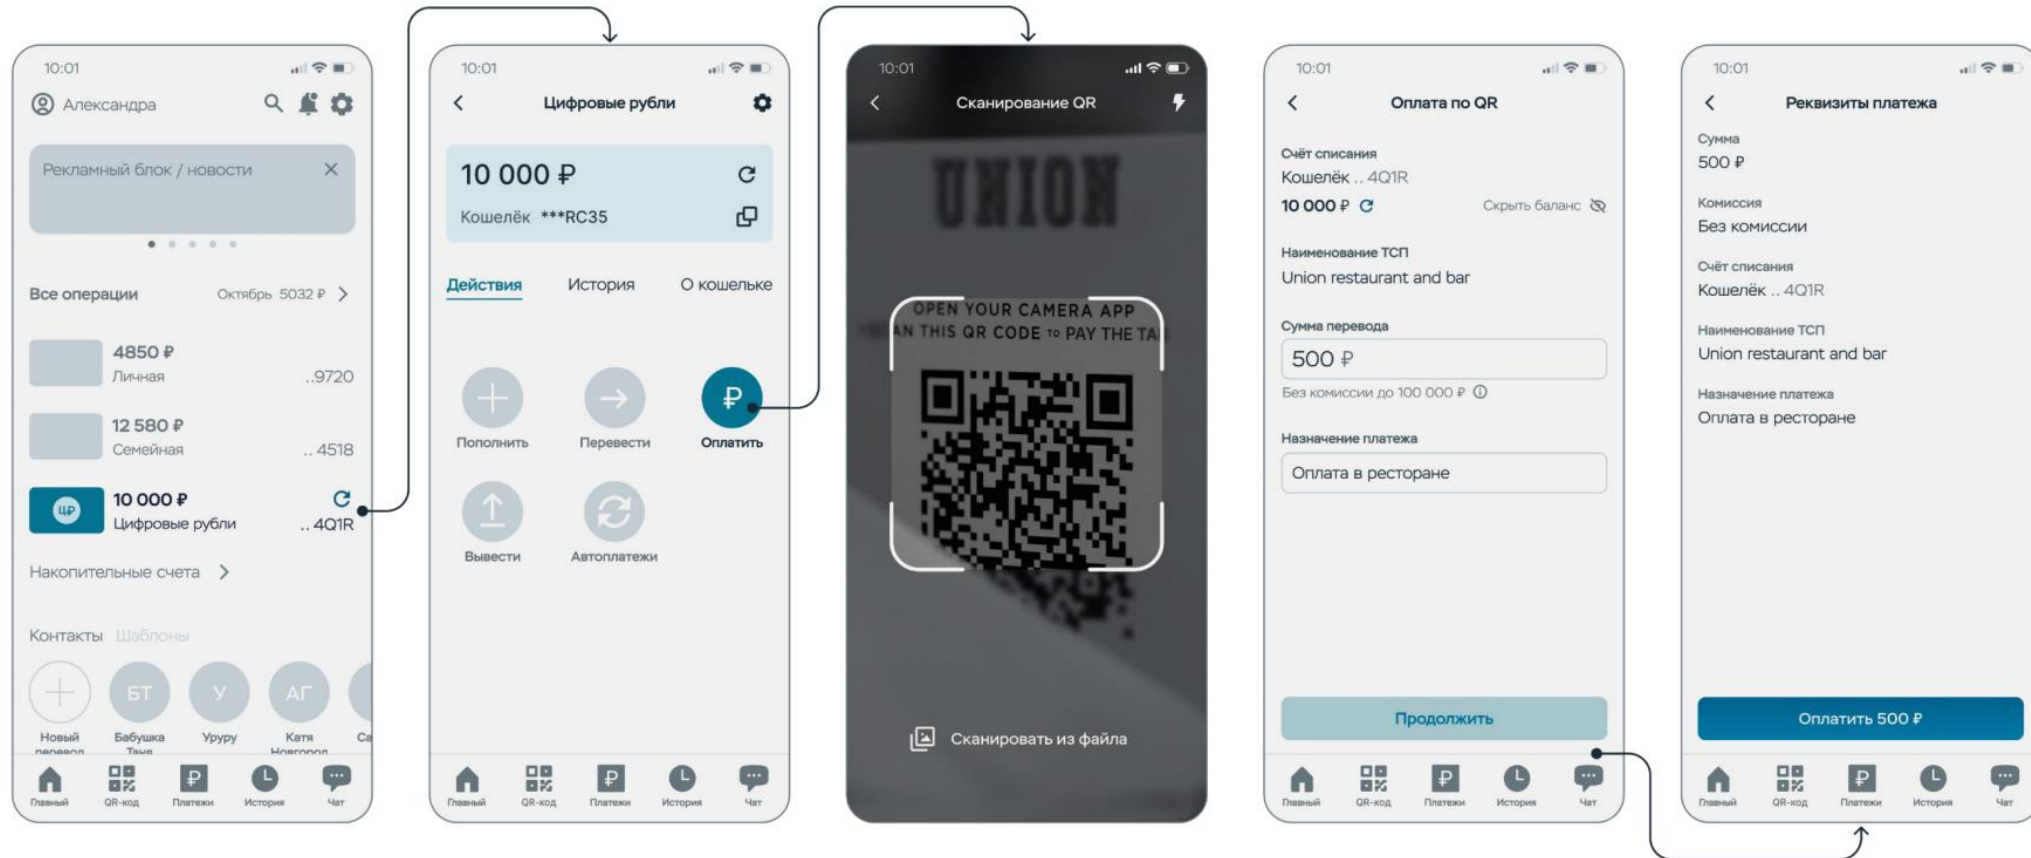 10:01
Александра
Рекламный блок / новости
Все операции
Октябрь 5032 ₽
4850 ₽
Личная
..9720
12 580 ₽
Семейная
.. 4518
ЦР
10 000 ₽
Цифровые рубли
.. 4Q1R
Накопительные счета
Контакты Шаблоны
БТ
У
АГ
Новый
Бабушка
Уруру
Катя
Са
перевод
Таня
Новгород
Главный
QR-код
Платежи
История
Чат
10:01
Цифровые рубли
10 000 ₽
Кошелёк ***RC35
Действия
История
О кошельке
₽
Пополнить
Перевести
Оплатить
Вывести
Автоплатежи
Главный
QR-код
Платежи
История
Чат
10:01
Сканирование QR
UNION
OPEN YOUR CAMERA APP
AN THIS QR CODE TO PAY THE TA
Сканировать из файла
10:01
Оплата по QR
Счёт списания
Кошелёк .. 4Q1R
10 000 ₽
Скрыть баланс
Наименование ТСП
Union restaurant and bar
Сумма перевода
500 ₽
Без комиссии до 100 000 ₽
Назначение платежа
Оплата в ресторане
Продолжить
Главный
QR-код
Платежи
История
Чат
10:01
Реквизиты платежа
Сумма
500 ₽
Комиссия
Без комиссии
Счёт списания
Кошелёк .. 4Q1R
Наименование ТСП
Union restaurant and bar
Назначение платежа
Оплата в ресторане
Оплатить 500 ₽
Главный
QR-код
Платежи
История
Чат